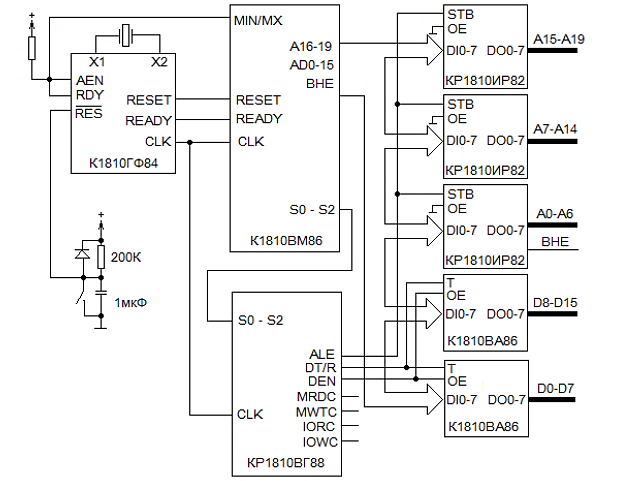 +
X1 X2
AEN
RDY
RES
RESET
READY
CLK
К1810ГФ84
+
200К
1мкФ
MIN/MX
A16-19
AD0-15
BHE
RESET
READY
CLK
S0 - S2
К1810ВМ86
S0 - S2
ALE
DT/R
DEN
MRDC
MWTC
IORC
IOWC
CLK
КР1810ВГ88
STB
OE
DI0-7 DO0-7
КР1810ИР82
A15-A19
STB
OE
DI0-7 DO0-7
КР1810ИР82
A7-A14
STB
OE
DI0-7 DO0-7
КР1810ИР82
A0-A6
BHE
T
OE
DI0-7 DO0-7
К1810ВА86
D8-D15
T
OE
DI0-7 DO0-7
К1810ВА86
D0-D7